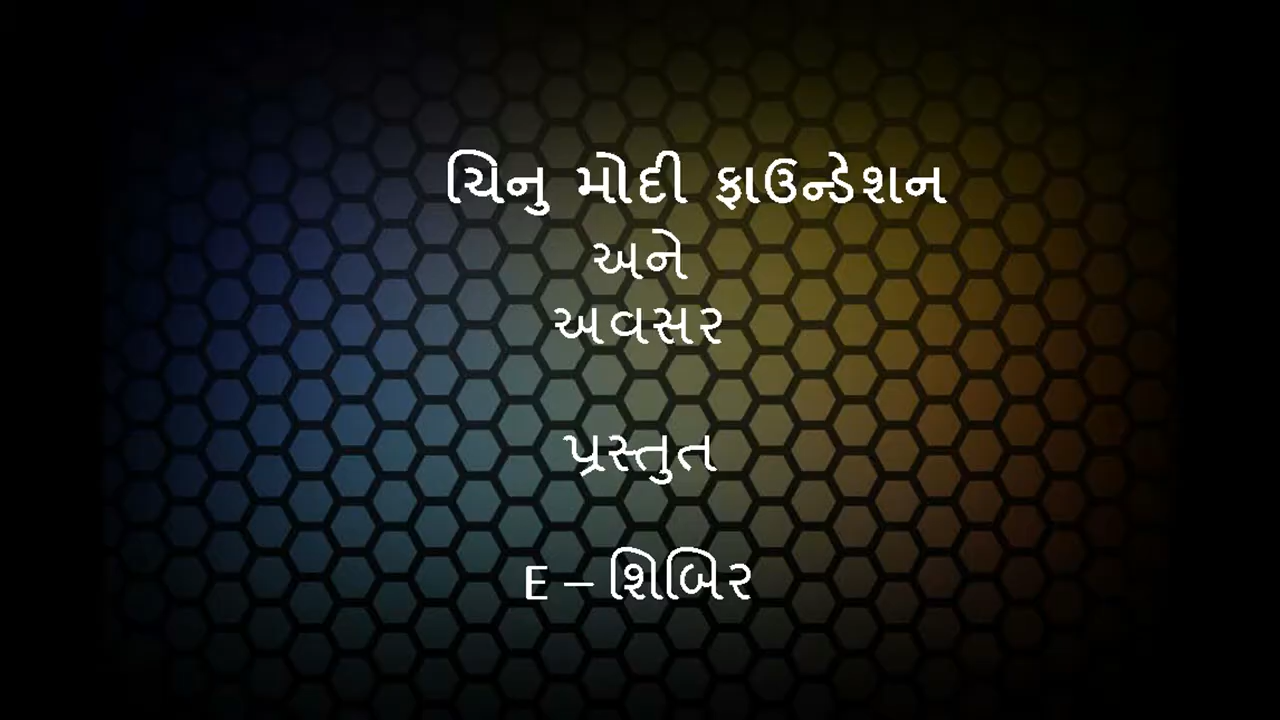 ચિનુ મોદી ફાઉન્ડેશન
અને
અવસર
પ્રસ્તુત
E – શિબિર